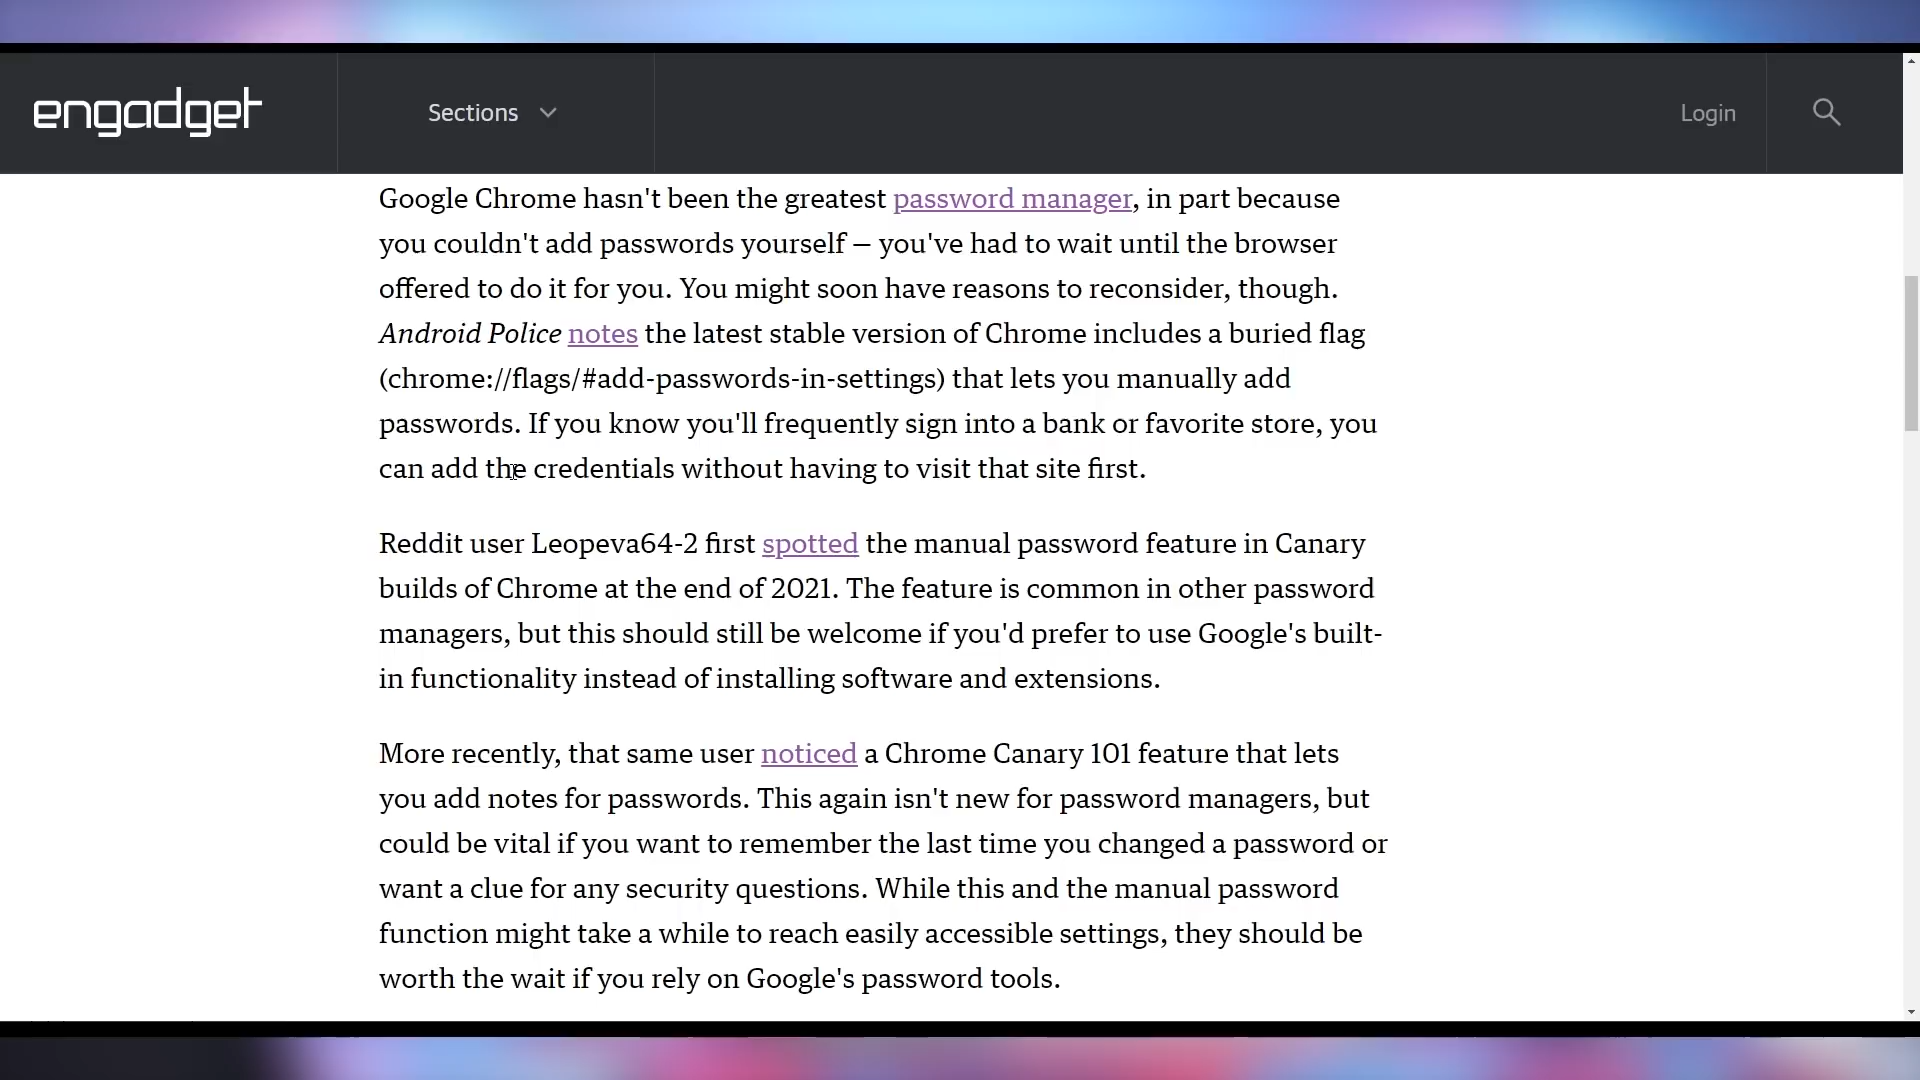 engadget
Sections
Login
Google Chrome hasn't been the greatest password manager, in part because
you couldn't add passwords yourself — you've had to wait until the browser
offered to do it for you. You might soon have reasons to reconsider, though.
Android Police notes the latest stable version of Chrome includes a buried flag
(chrome://flags/#add-passwords-in-settings) that lets you manually add
passwords. If you know you'll frequently sign into a bank or favorite store, you
can add the credentials without having to visit that site first.
Reddit user Leopeva64-2 first spotted the manual password feature in Canary
builds of Chrome at the end of 2021. The feature is common in other password
managers, but this should still be welcome if you'd prefer to use Google's built-
in functionality instead of installing software and extensions.
More recently, that same user noticed a Chrome Canary 101 feature that lets
you add notes for passwords. This again isn't new for password managers, but
could be vital if you want to remember the last time you changed a password or
want a clue for any security questions. While this and the manual password
function might take a while to reach easily accessible settings, they should be
worth the wait if you rely on Google's password tools.